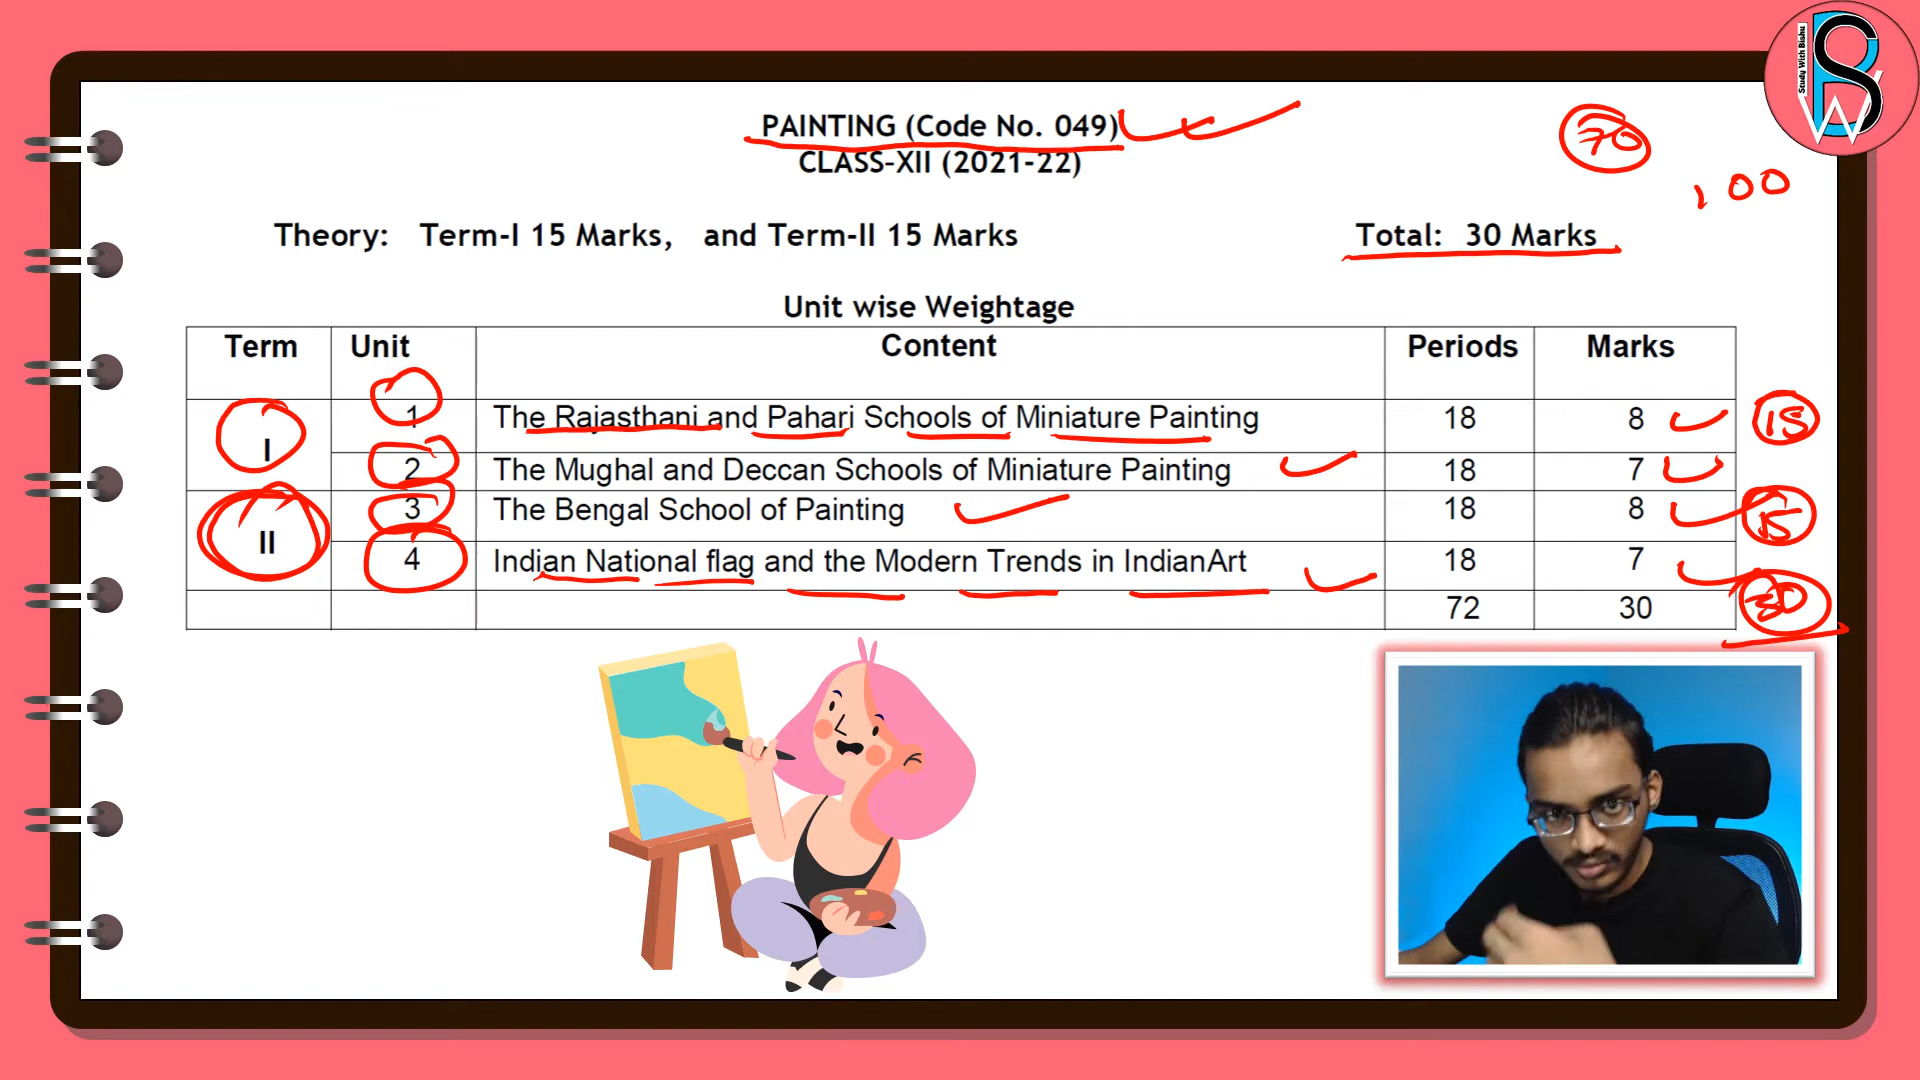 Study With Bishu
BSW
PAINTING (Code No. 049)
70
CLASS-XII (2021-22)
100
Theory: Term-I 15 Marks, and Term-II 15 Marks Total: 30 Marks
Unit wise Weightage
Term Unit Content Periods Marks
I 1 The Rajasthani and Pahari Schools of Miniature Painting 18 8 15
2 The Mughal and Deccan Schools of Miniature Painting 18 7
II 3 The Bengal School of Painting 18 8 15
4 Indian National flag and the Modern Trends in IndianArt 18 7
72 30 30